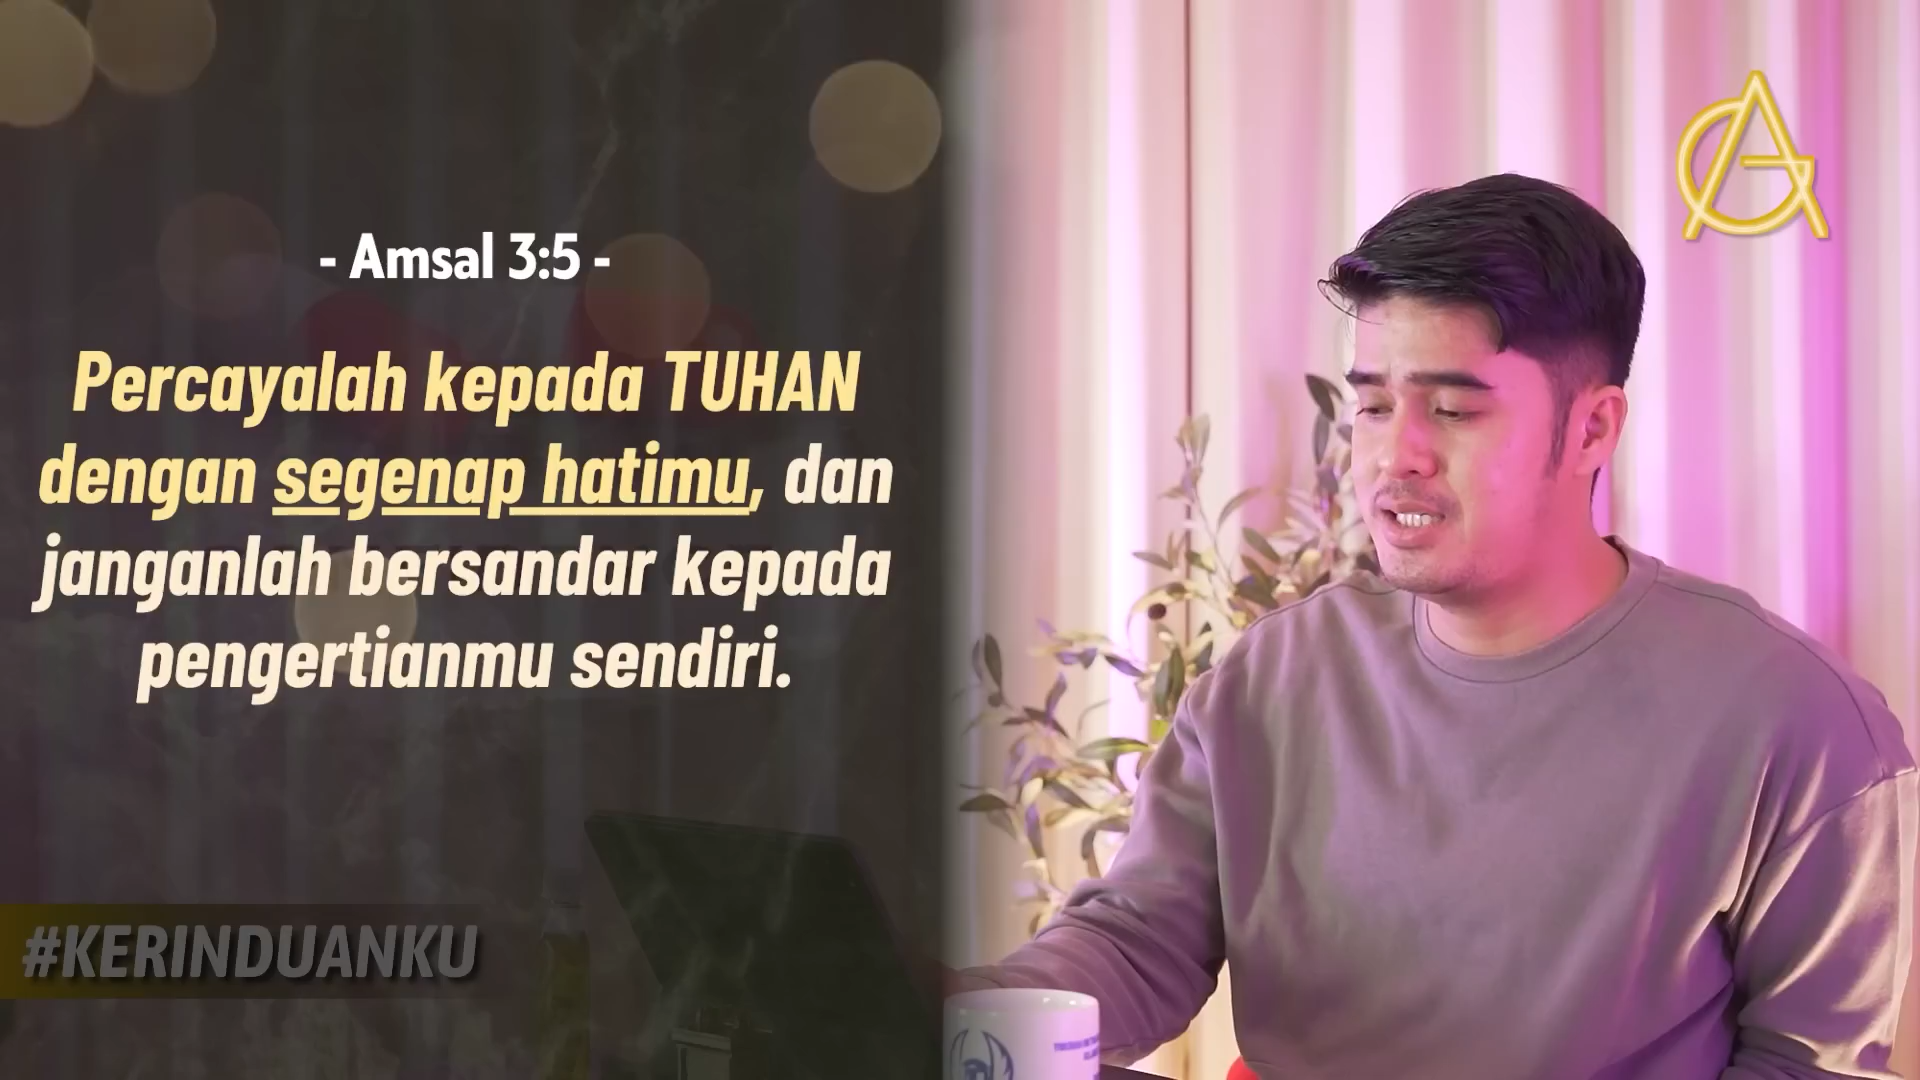 - Amsal 3:5 -
Percayalah kepada TUHAN
dengan segenap hatimu, dan
janganlah bersandar kepada
pengertianmu sendiri.
#KERINDUANKU